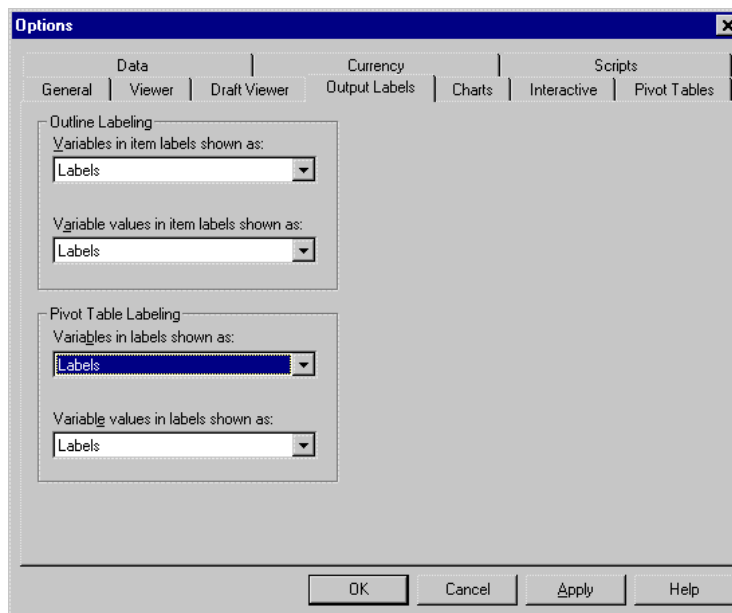 Options
Data Currency Scripts
General Viewer Draft Viewer Output Labels Charts Interactive Pivot Tables
Outline Labeling
Variables in item labels shown as:
Labels
Variable values in item labels shown as:
Labels
Pivot Table Labeling
Variables in labels shown as:
Labels
Variable values in labels shown as:
Labels
OK Cancel Apply Help